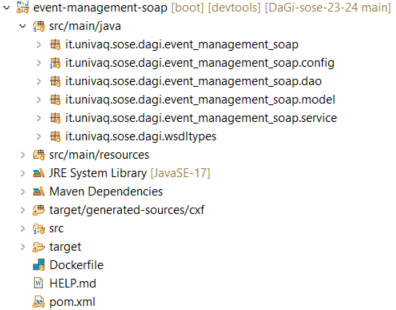 event-management-soap [boot] [devtools] [DaGi-sose-23-24 main]
src/main/java
it.univaq.sose.dagi.event_management_soap
it.univaq.sose.dagi.event_management_soap.config
it.univaq.sose.dagi.event_management_soap.dao
it.univaq.sose.dagi.event_management_soap.model
it.univaq.sose.dagi.event_management_soap.service
it.univaq.sose.dagi.wsdltypes
src/main/resources
JRE System Library [JavaSE-17]
Maven Dependencies
target/generated-sources/cxf
src
target
Dockerfile
HELP.md
pom.xml